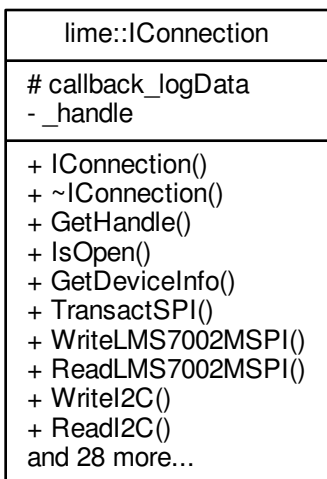 lime::IConnection
# callback_logData
- _handle
+ IConnection()
+ ~IConnection()
+ GetHandle()
+ IsOpen()
+ GetDeviceInfo()
+ TransactSPI()
+ WriteLMS7002MSPI()
+ ReadLMS7002MSPI()
+ WriteI2C()
+ ReadI2C()
and 28 more...